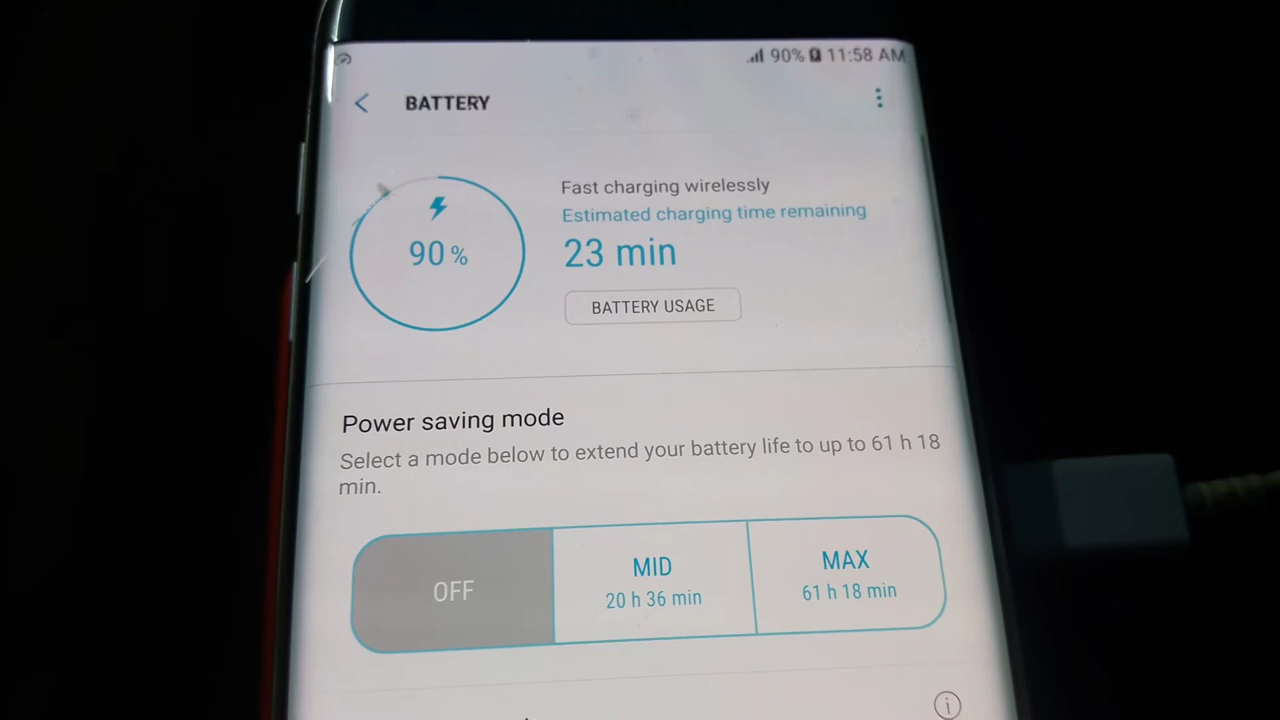 90% 11:58 AM
BATTERY
Fast charging wirelessly
Estimated charging time remaining
90 %
23 min
BATTERY USAGE
Power saving mode
Select a mode below to extend your battery life to up to 61 h 18
min.
OFF
MID
20 h 36 min
MAX
61 h 18 min